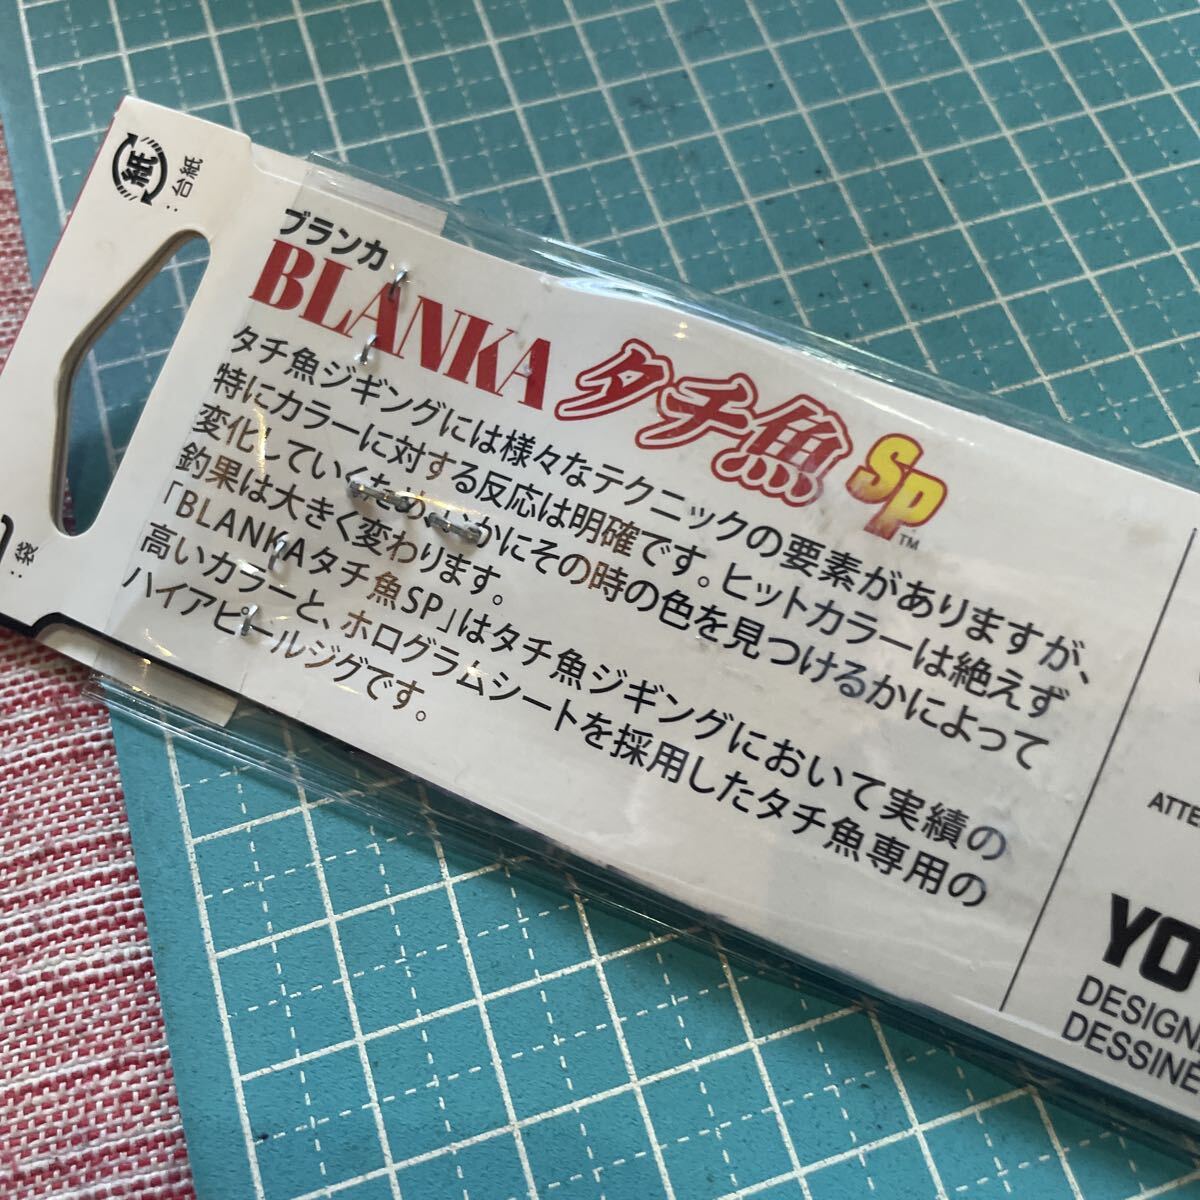 紙
:台紙
:袋
ブランカ
BLANKA タチ魚 SP™
タチ魚ジギングには様々なテクニックの要素がありますが、
特にカラーに対する反応は明確です。ヒットカラーは絶えず
変化していくためいかにその時の色を見つけるかによって
釣果は大きく変わります。
「BLANKAタチ魚SP」はタチ魚ジギングにおいて実績の
高いカラーと、ホログラムシートを採用したタチ魚専用の
ハイアピールジグです。
ATTE
YO
DESIGN
DESSINÉ